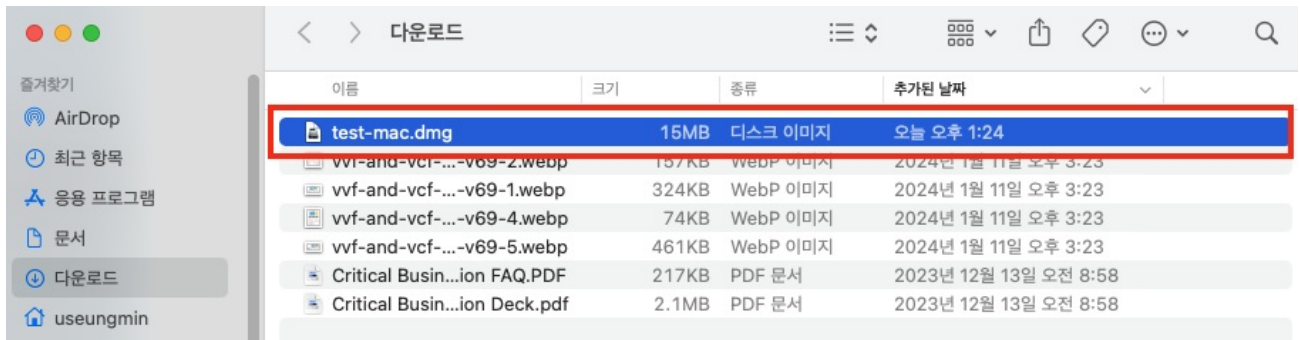 다운로드
즐겨찾기
AirDrop
최근 항목
응용 프로그램
문서
다운로드
useungmin
이름 크기 종류 추가된 날짜
test-mac.dmg 15MB 디스크 이미지 오늘 오후 1:24
vvf-and-vcf-...-v69-2.webp 157KB WebP 이미지 2024년 1월 11일 오후 3:23
vvf-and-vcf-...-v69-1.webp 324KB WebP 이미지 2024년 1월 11일 오후 3:23
vvf-and-vcf-...-v69-4.webp 74KB WebP 이미지 2024년 1월 11일 오후 3:23
vvf-and-vcf-...-v69-5.webp 461KB WebP 이미지 2024년 1월 11일 오후 3:23
Critical Busin...ion FAQ.PDF 217KB PDF 문서 2023년 12월 13일 오전 8:58
Critical Busin...ion Deck.pdf 2.1MB PDF 문서 2023년 12월 13일 오전 8:58